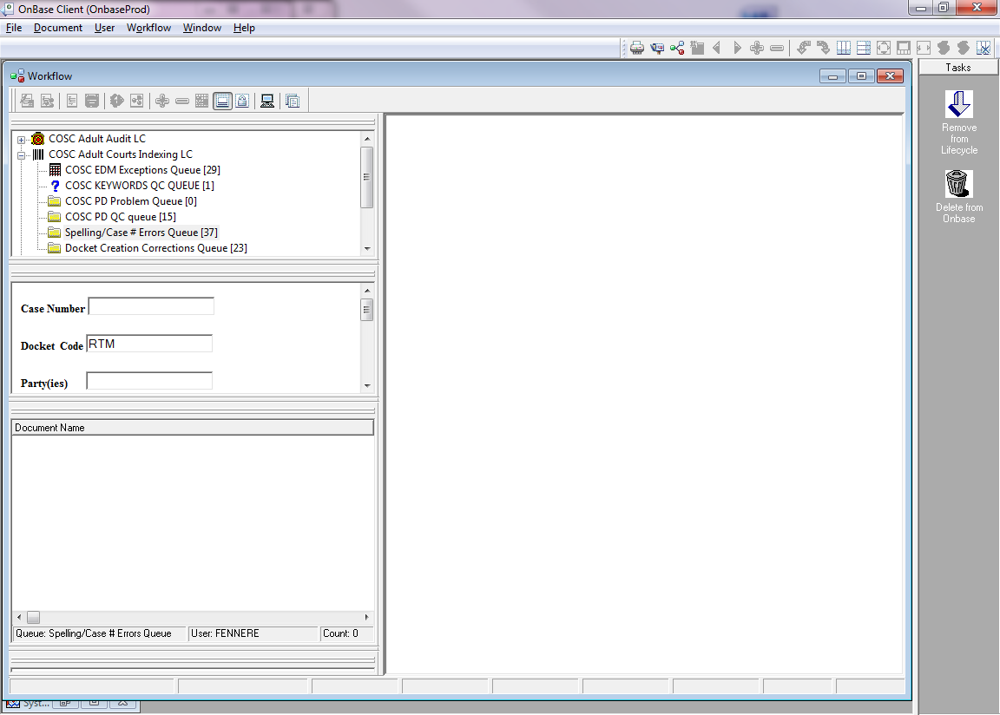 OnBase Client (OnbaseProd)
File Document User Workflow Window Help
Workflow
Tasks
Remove
from
Lifecycle
Delete from
Onbase
COSC Adult Audit LC
COSC Adult Courts Indexing LC
COSC EDM Exceptions Queue [29]
? COSC KEYWORDS QC QUEUE [1]
COSC PD Problem Queue [0]
COSC PD QC queue [15]
Spelling/Case # Errors Queue [37]
Docket Creation Corrections Queue [23]
Case Number
Docket Code RTM
Party(ies)
Document Name
Queue: Spelling/Case # Errors Queue User: FENNERE Count: 0
Syst...